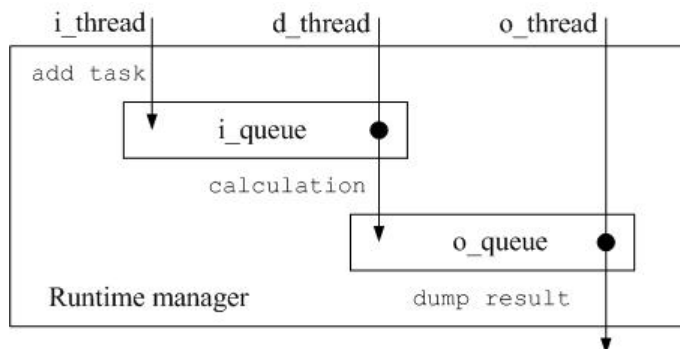 i_thread d_thread o_thread
add task
i_queue
calculation
o_queue
Runtime manager dump result